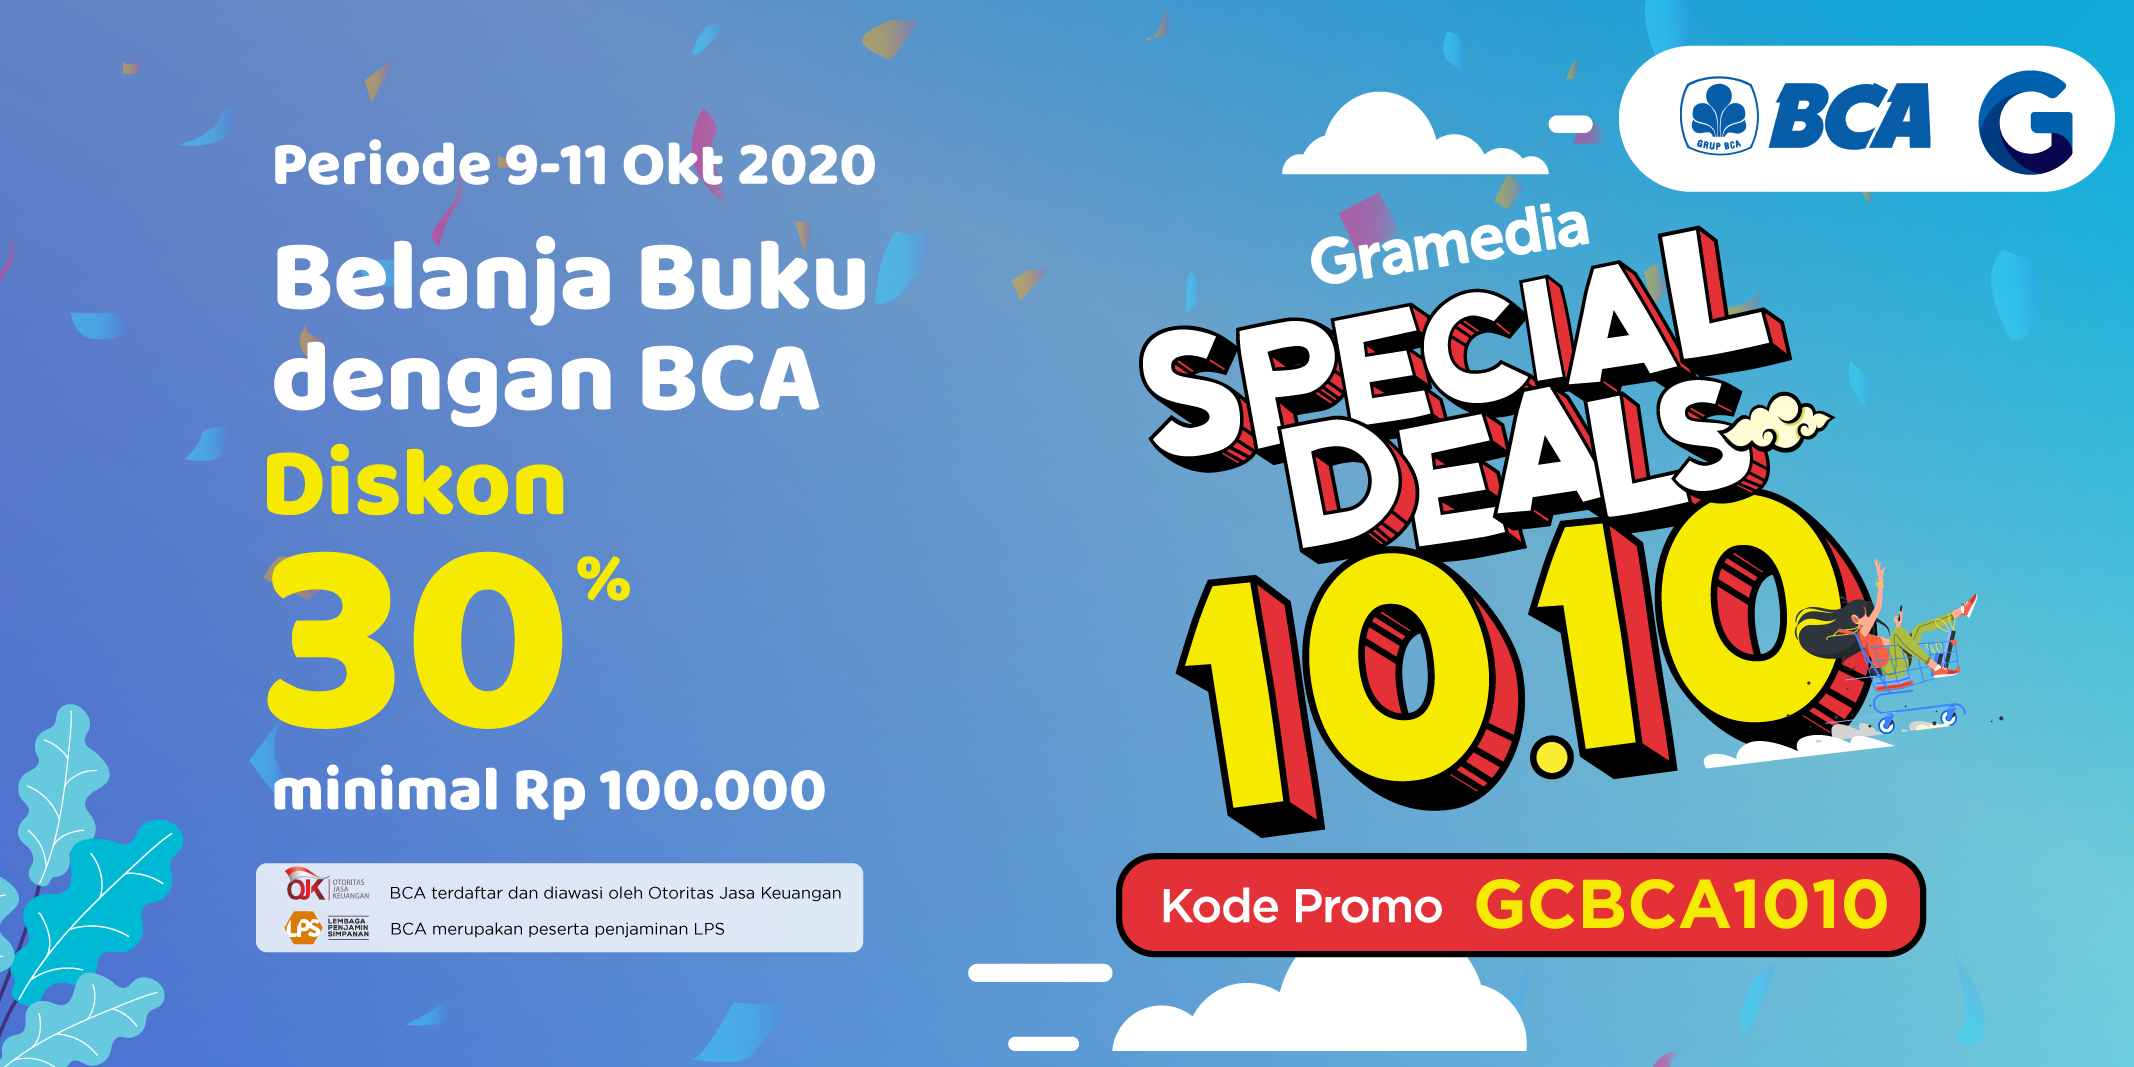 Periode 9-11 Okt 2020
Belanja Buku
dengan BCA
Diskon
30%
minimal Rp 100.000
OJK OTORITAS
JASA
KEUANGAN
BCA terdaftar dan diawasi oleh Otoritas Jasa Keuangan
LPS LEMBAGA
PENJAMIN
SIMPANAN
BCA merupakan peserta penjaminan LPS
GRUP BCA
BCA
G
Gramedia
SPECIAL
DEALS
10.10
Kode Promo GCBCA1010